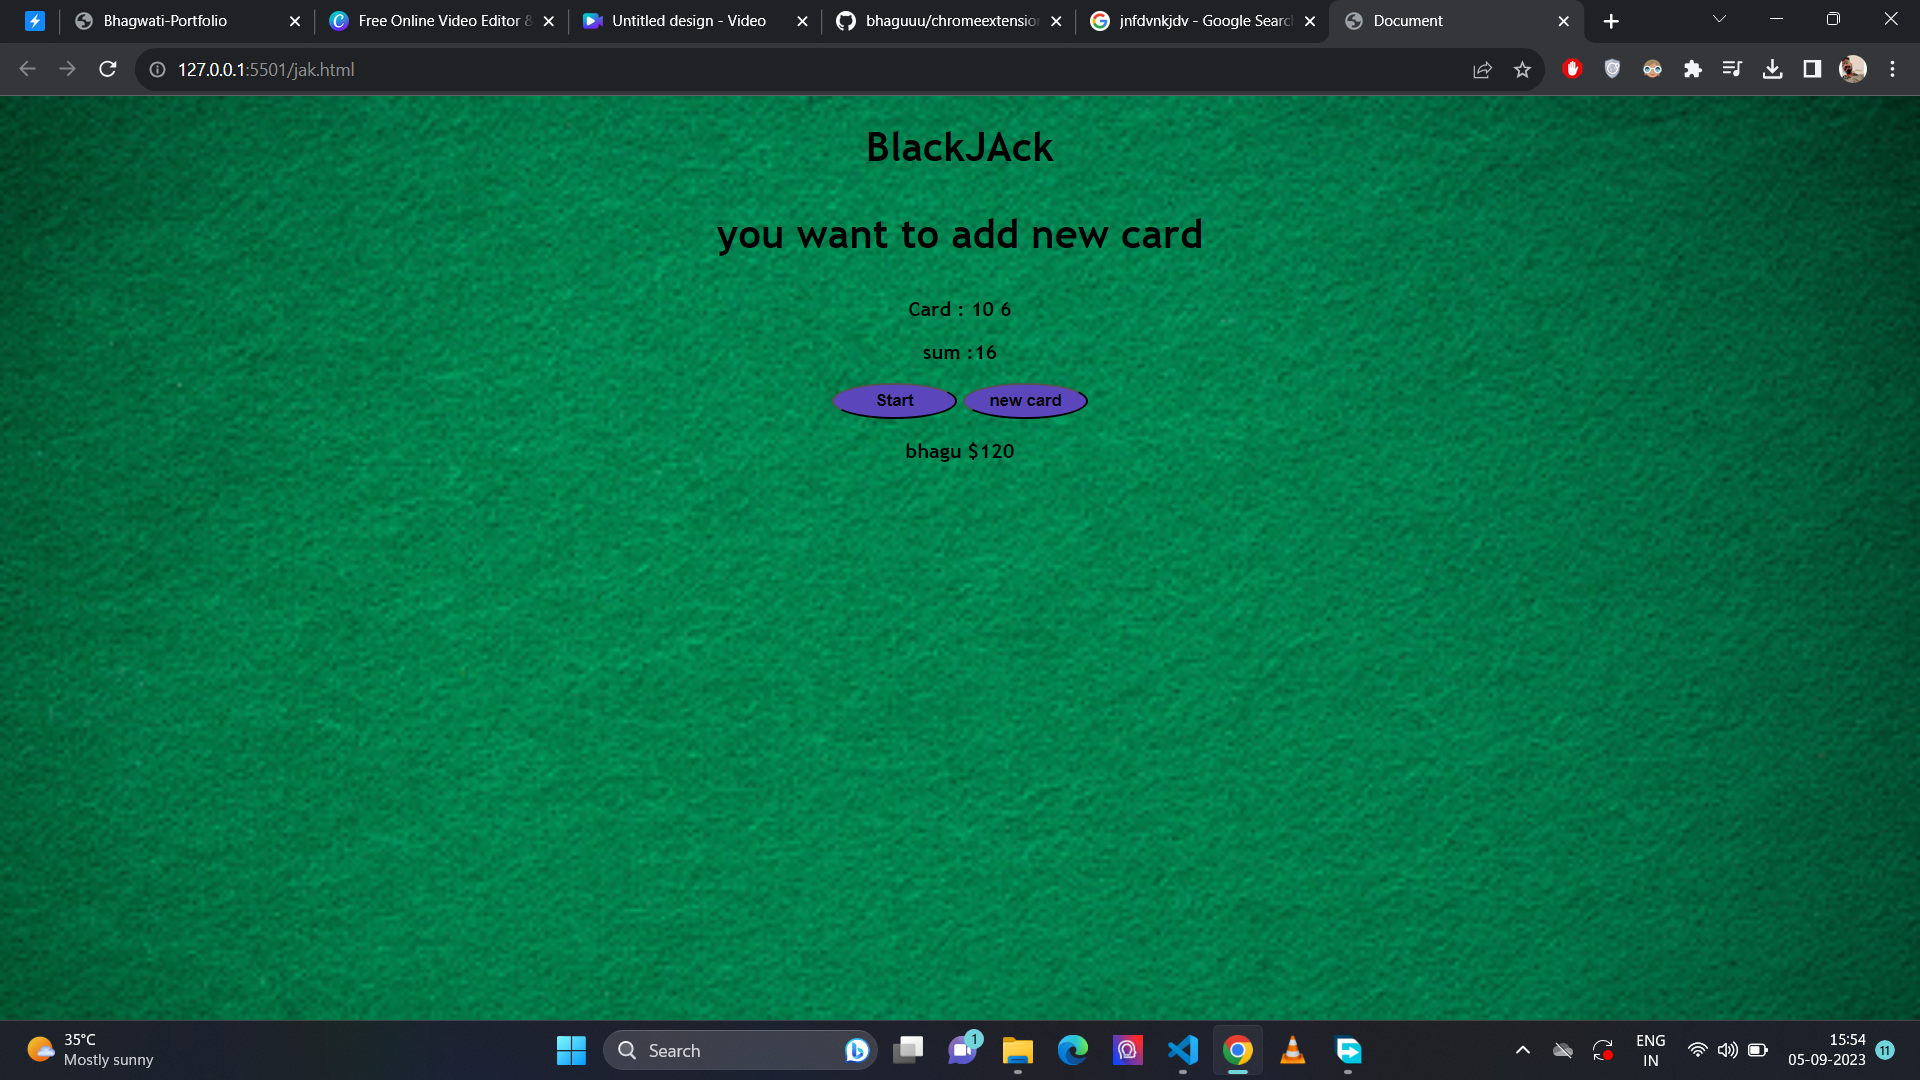 Bhagwati-Portfolio
Free Online Video Editor &
Untitled design - Video
bhaguuu/chromeextension
jnfdvnkjdv - Google Search
Document
127.0.0.1:5501/jak.html
BlackJAck
you want to add new card
Card : 10 6
sum :16
Start
new card
bhagu $120
35°C
Mostly sunny
Search
1
ENG
IN
15:54
05-09-2023
11